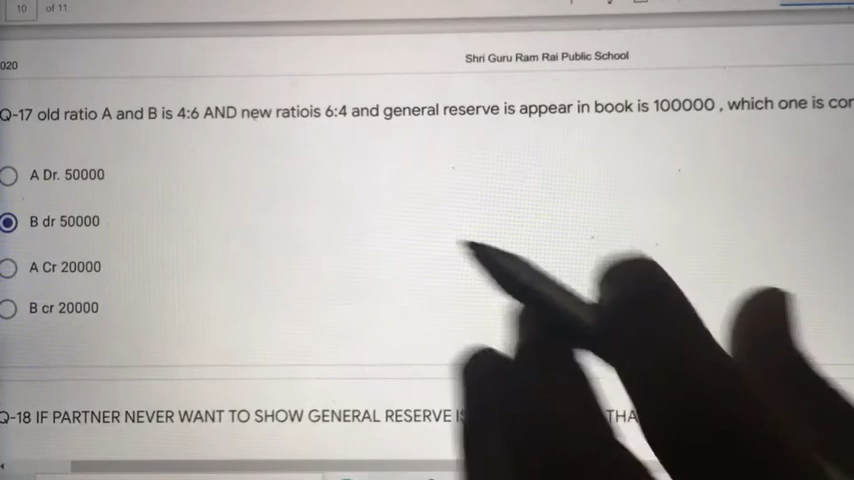 10 of 11
020
Shri Guru Ram Rai Public School
Q-17 old ratio A and B is 4:6 AND new ratiois 6:4 and general reserve is appear in book is 100000 , which one is
A Dr. 50000
B dr 50000
A Cr 20000
B cr 20000
Q-18 IF PARTNER NEVER WANT TO SHOW GENERAL RESERVE